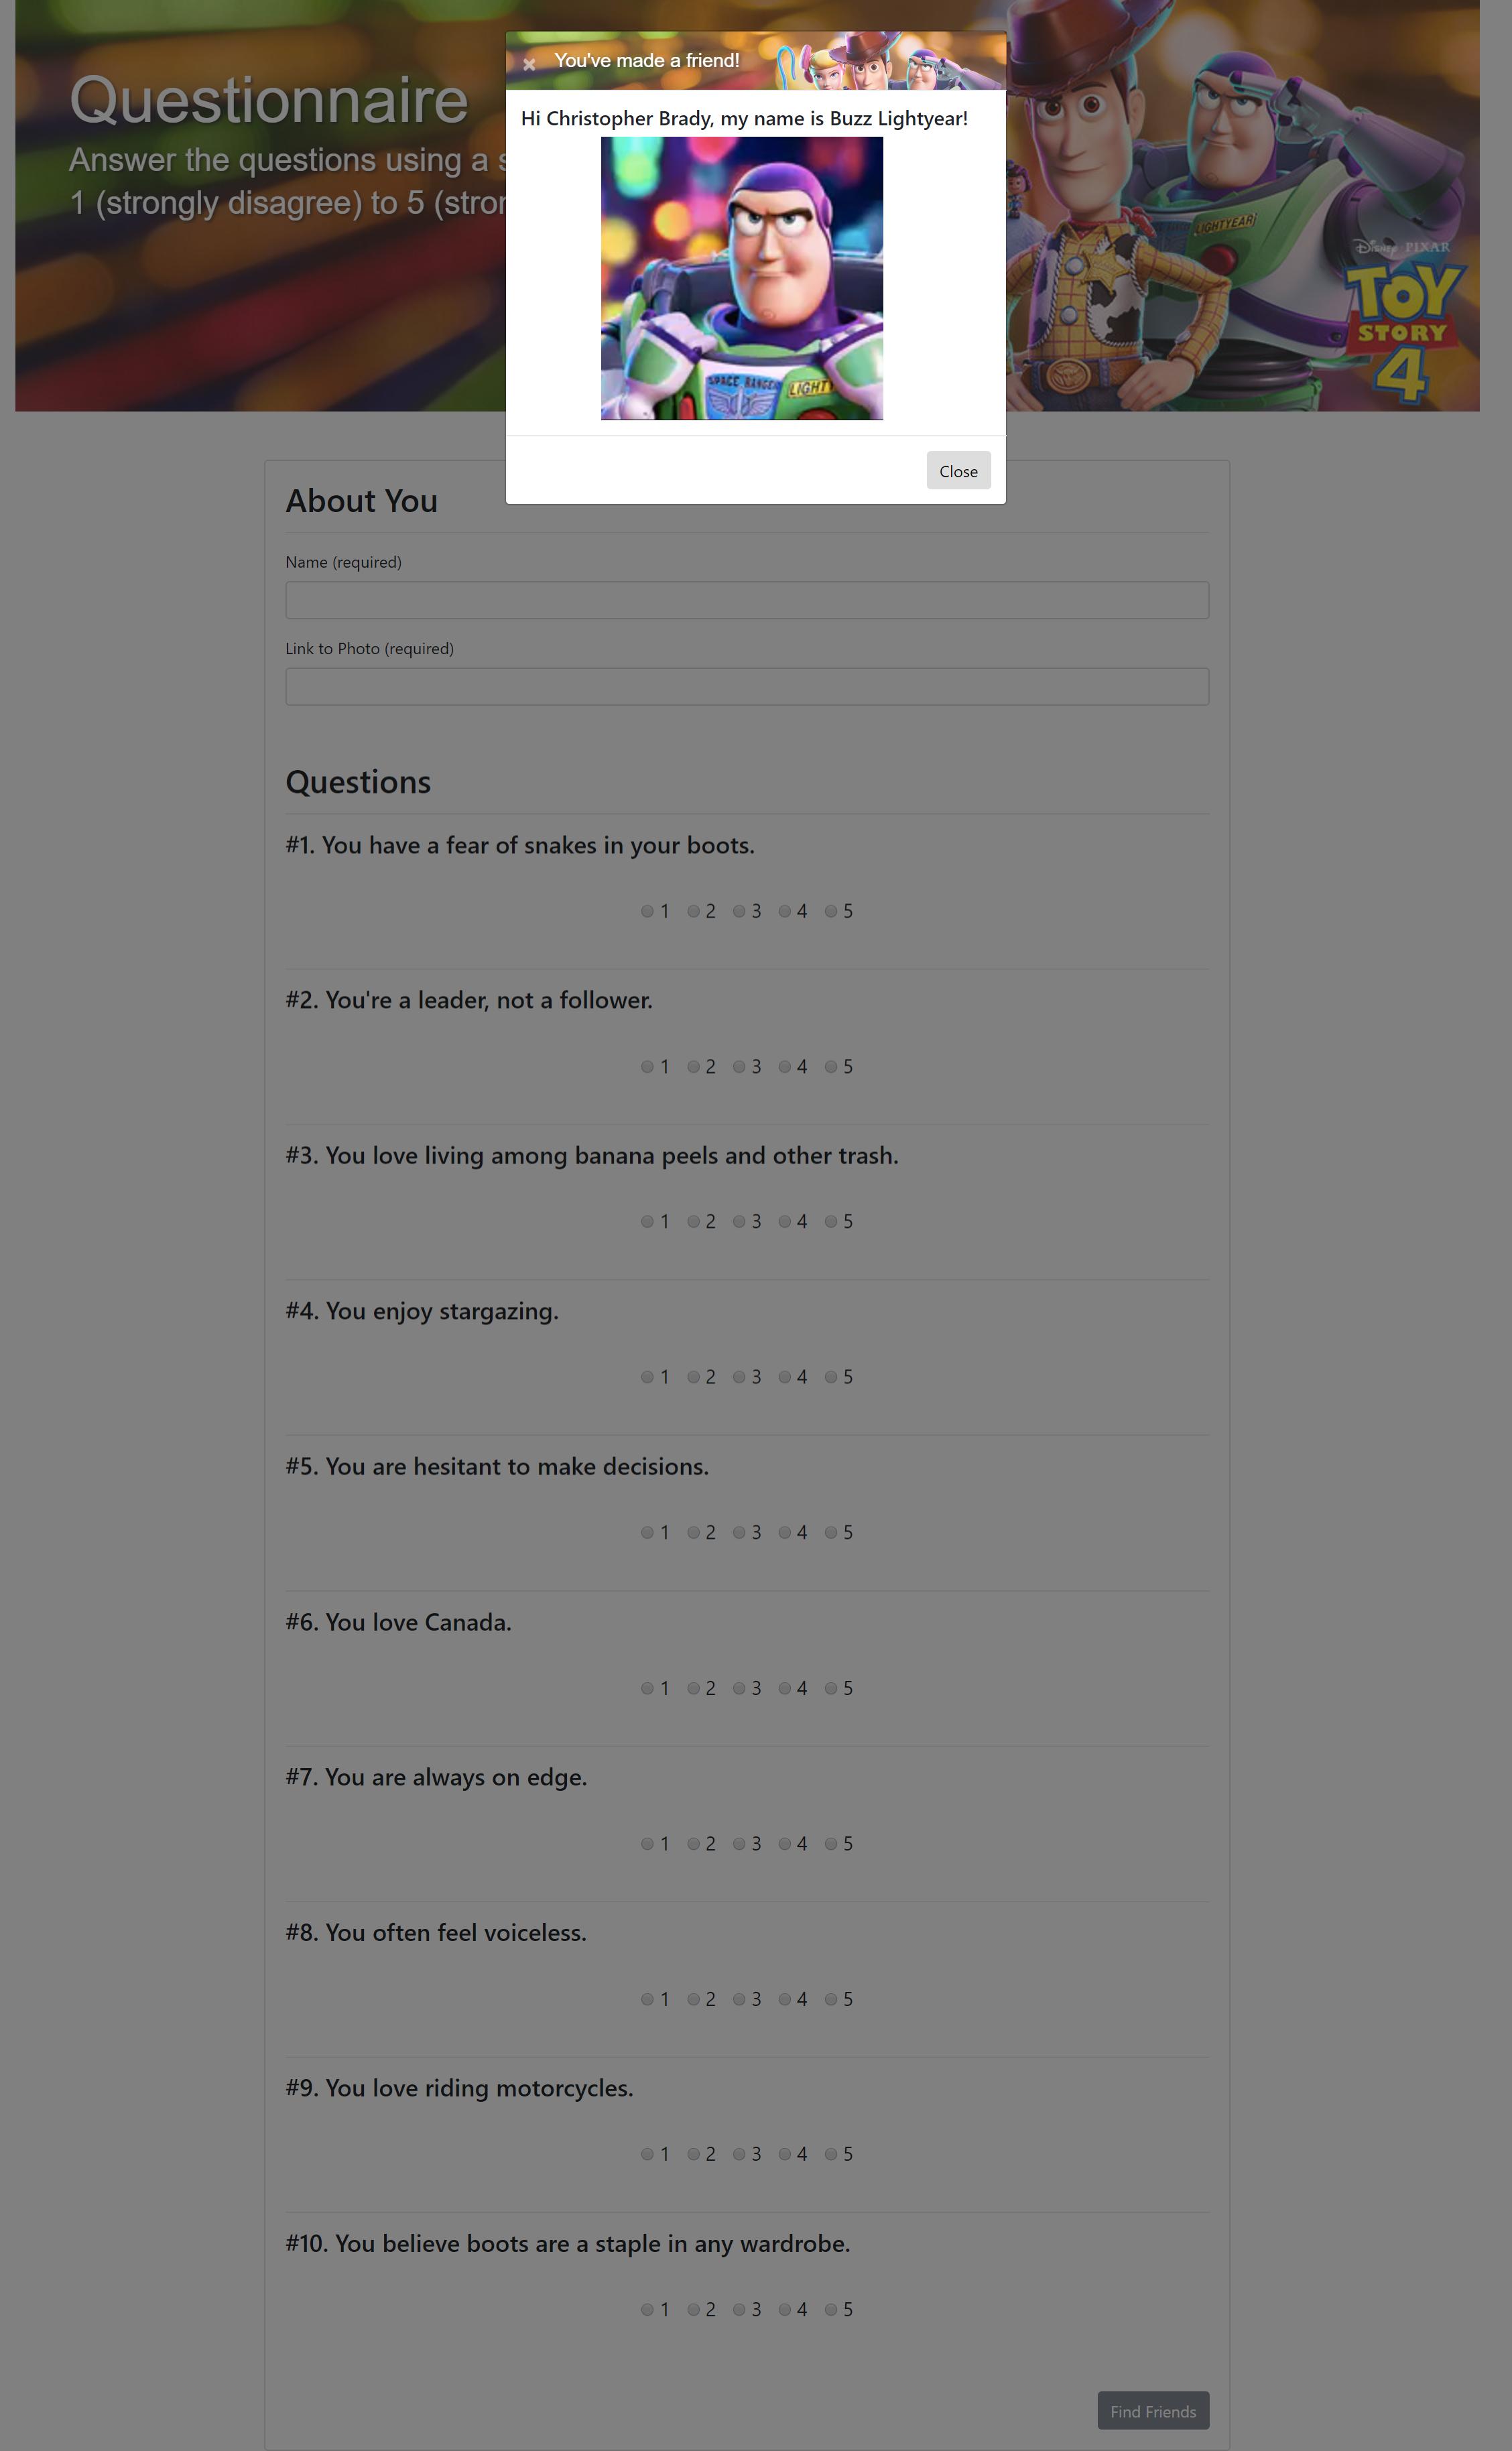 Questionnaire
Answer the questions using a s
1 (strongly disagree) to 5 (stror
You've made a friend!
Hi Christopher Brady, my name is Buzz Lightyear!
SPACE RANGER
LIGHTY
Close
LIGHTYEAR
Disney · PIXAR
TOY
STORY
4
About You
Name (required)
Link to Photo (required)
Questions
#1. You have a fear of snakes in your boots.
1 2 3 4 5
#2. You're a leader, not a follower.
1 2 3 4 5
#3. You love living among banana peels and other trash.
1 2 3 4 5
#4. You enjoy stargazing.
1 2 3 4 5
#5. You are hesitant to make decisions.
1 2 3 4 5
#6. You love Canada.
1 2 3 4 5
#7. You are always on edge.
1 2 3 4 5
#8. You often feel voiceless.
1 2 3 4 5
#9. You love riding motorcycles.
1 2 3 4 5
#10. You believe boots are a staple in any wardrobe.
1 2 3 4 5
Find Friends